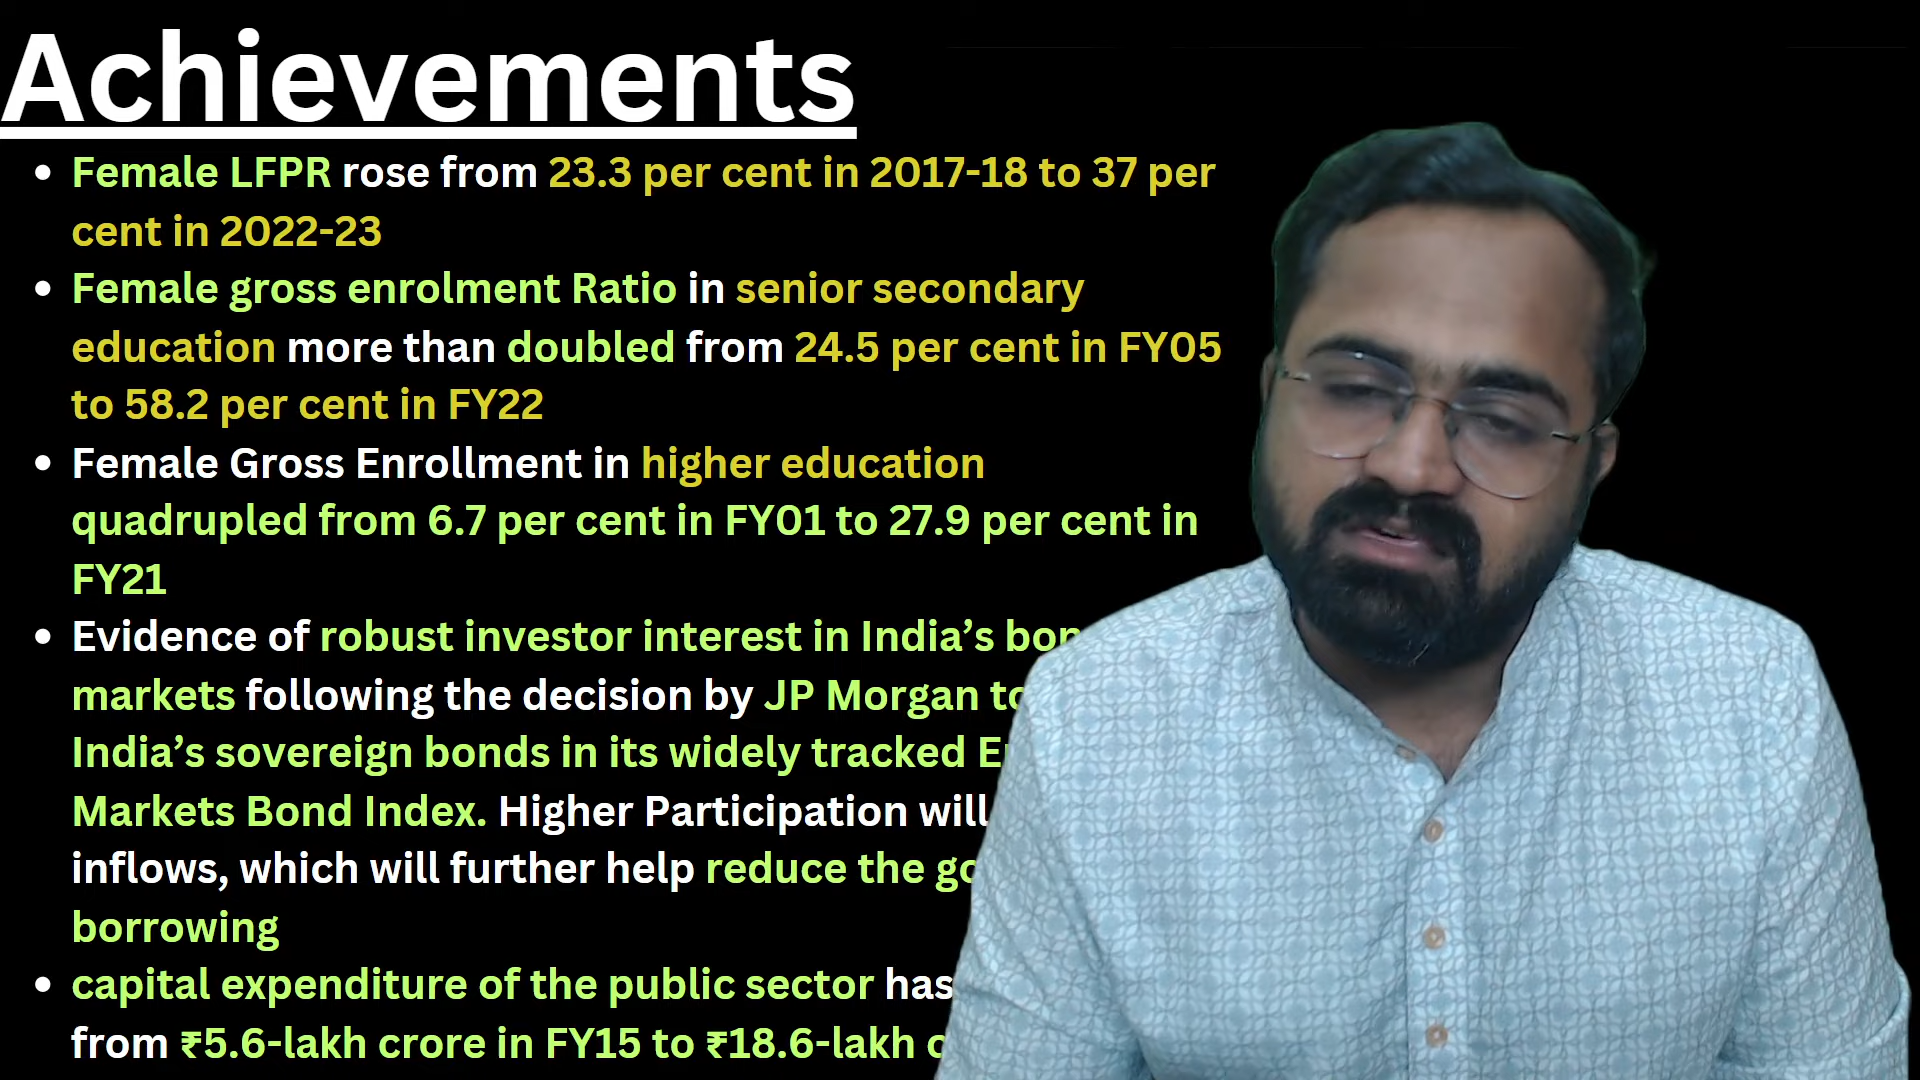 Achievements
• Female LFPR rose from 23.3 per cent in 2017-18 to 37 per
cent in 2022-23
• Female gross enrolment Ratio in senior secondary
education more than doubled from 24.5 per cent in FY05
to 58.2 per cent in FY22
• Female Gross Enrollment in higher education
quadrupled from 6.7 per cent in FY01 to 27.9 per cent in
FY21
• Evidence of robust investor interest in India’s
markets following the decision by JP Morgan
India’s sovereign bonds in its widely tracked
Markets Bond Index. Higher Participation will
inflows, which will further help reduce the
borrowing
• capital expenditure of the public sector has
from ₹5.6-lakh crore in FY15 to ₹18.6-lakh